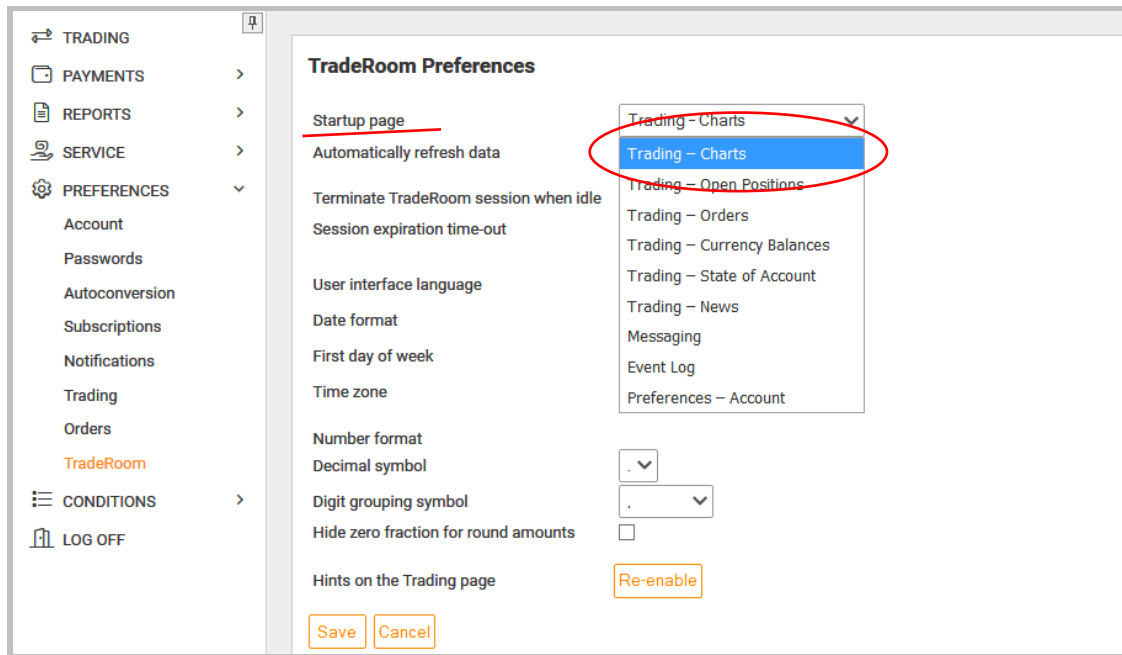 TRADING
PAYMENTS
REPORTS
SERVICE
PREFERENCES
Account
Passwords
Autoconversion
Subscriptions
Notifications
Trading
Orders
TradeRoom
CONDITIONS
LOG OFF
TradeRoom Preferences
Startup page
Trading – Charts
Automatically refresh data
Terminate TradeRoom session when idle
Session expiration time-out
User interface language
Date format
First day of week
Time zone
Trading – Charts
Trading – Open Positions
Trading – Orders
Trading – Currency Balances
Trading – State of Account
Trading – News
Messaging
Event Log
Preferences – Account
Number format
Decimal symbol .
Digit grouping symbol ,
Hide zero fraction for round amounts
Hints on the Trading page Re-enable
Save Cancel